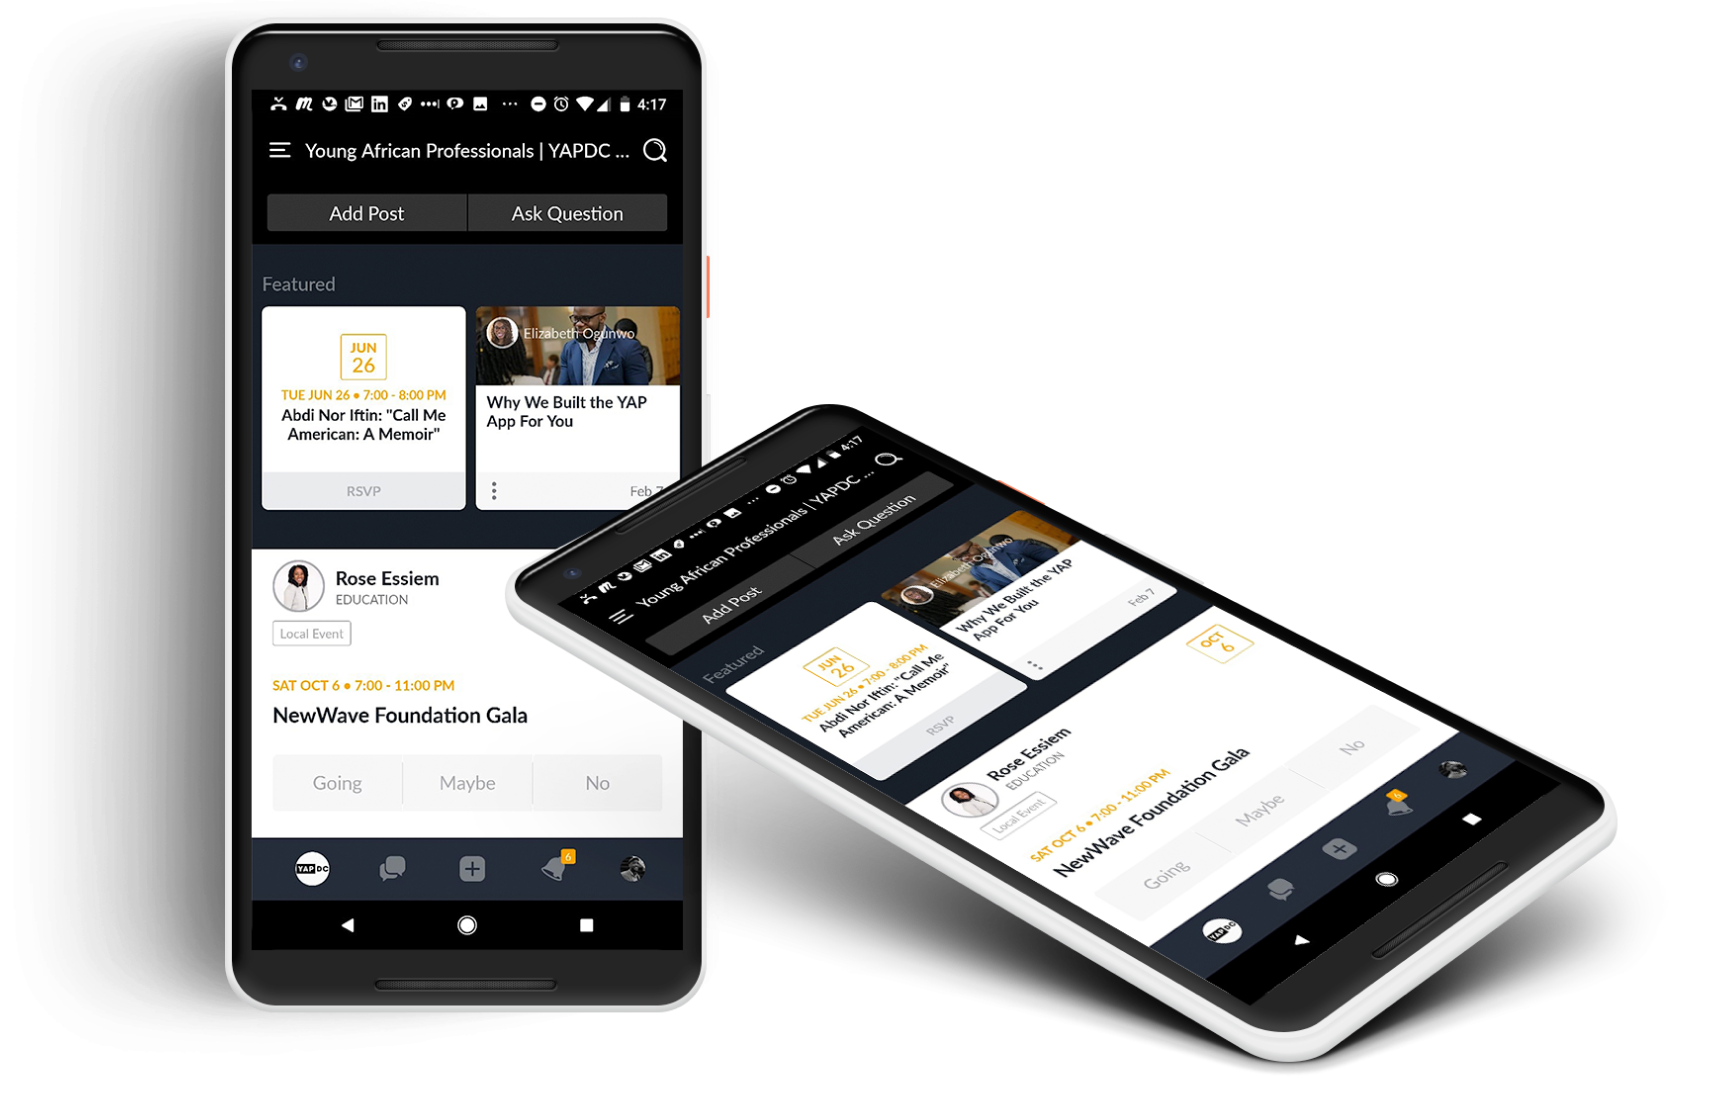 4:17
Young African Professionals | YAPDC ...
Add Post
Ask Question
Featured
JUN
26
TUE JUN 26 • 7:00 - 8:00 PM
Abdi Nor Iftin: "Call Me
American: A Memoir"
RSVP
Elizabeth Ogunwo
Why We Built the YAP
App For You
Feb 7
Rose Essiem
EDUCATION
Local Event
SAT OCT 6 • 7:00 - 11:00 PM
NewWave Foundation Gala
Going
Maybe
No
YAP DC
6
4:17
Young African Professionals | YAPDC ...
Add Post
Ask Question
Featured
JUN
26
TUE JUN 26 • 7:00 - 8:00 PM
Abdi Nor Iftin: "Call Me
American: A Memoir"
RSVP
Elizabeth Ogunwo
Why We Built the YAP
App For You
Feb 7
OCT
6
Rose Essiem
EDUCATION
Local Event
SAT OCT 6 • 7:00 - 11:00 PM
NewWave Foundation Gala
Going
Maybe
No
YAP DC
6